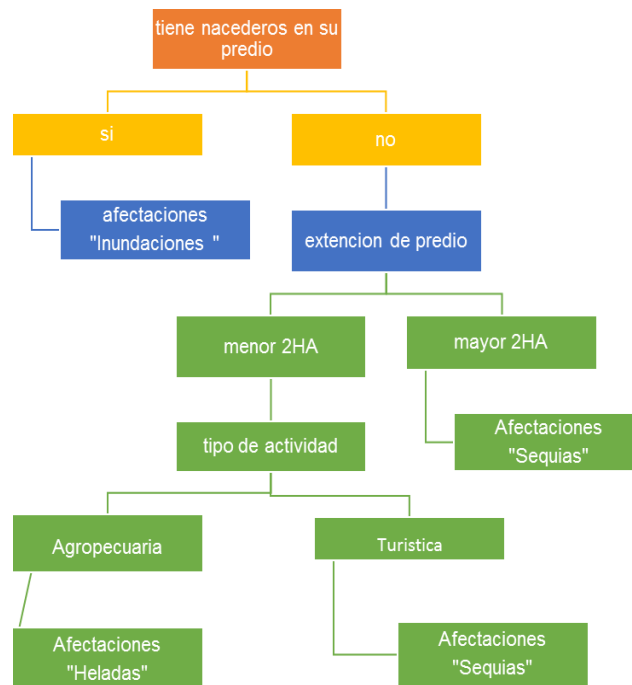 tiene nacederos en su
predio
si
no
afectaciones
"Inundaciones "
extencion de predio
menor 2HA
mayor 2HA
tipo de actividad
Afectaciones
"Sequias"
Agropecuaria
Turistica
Afectaciones
"Heladas"
Afectaciones
"Sequias"